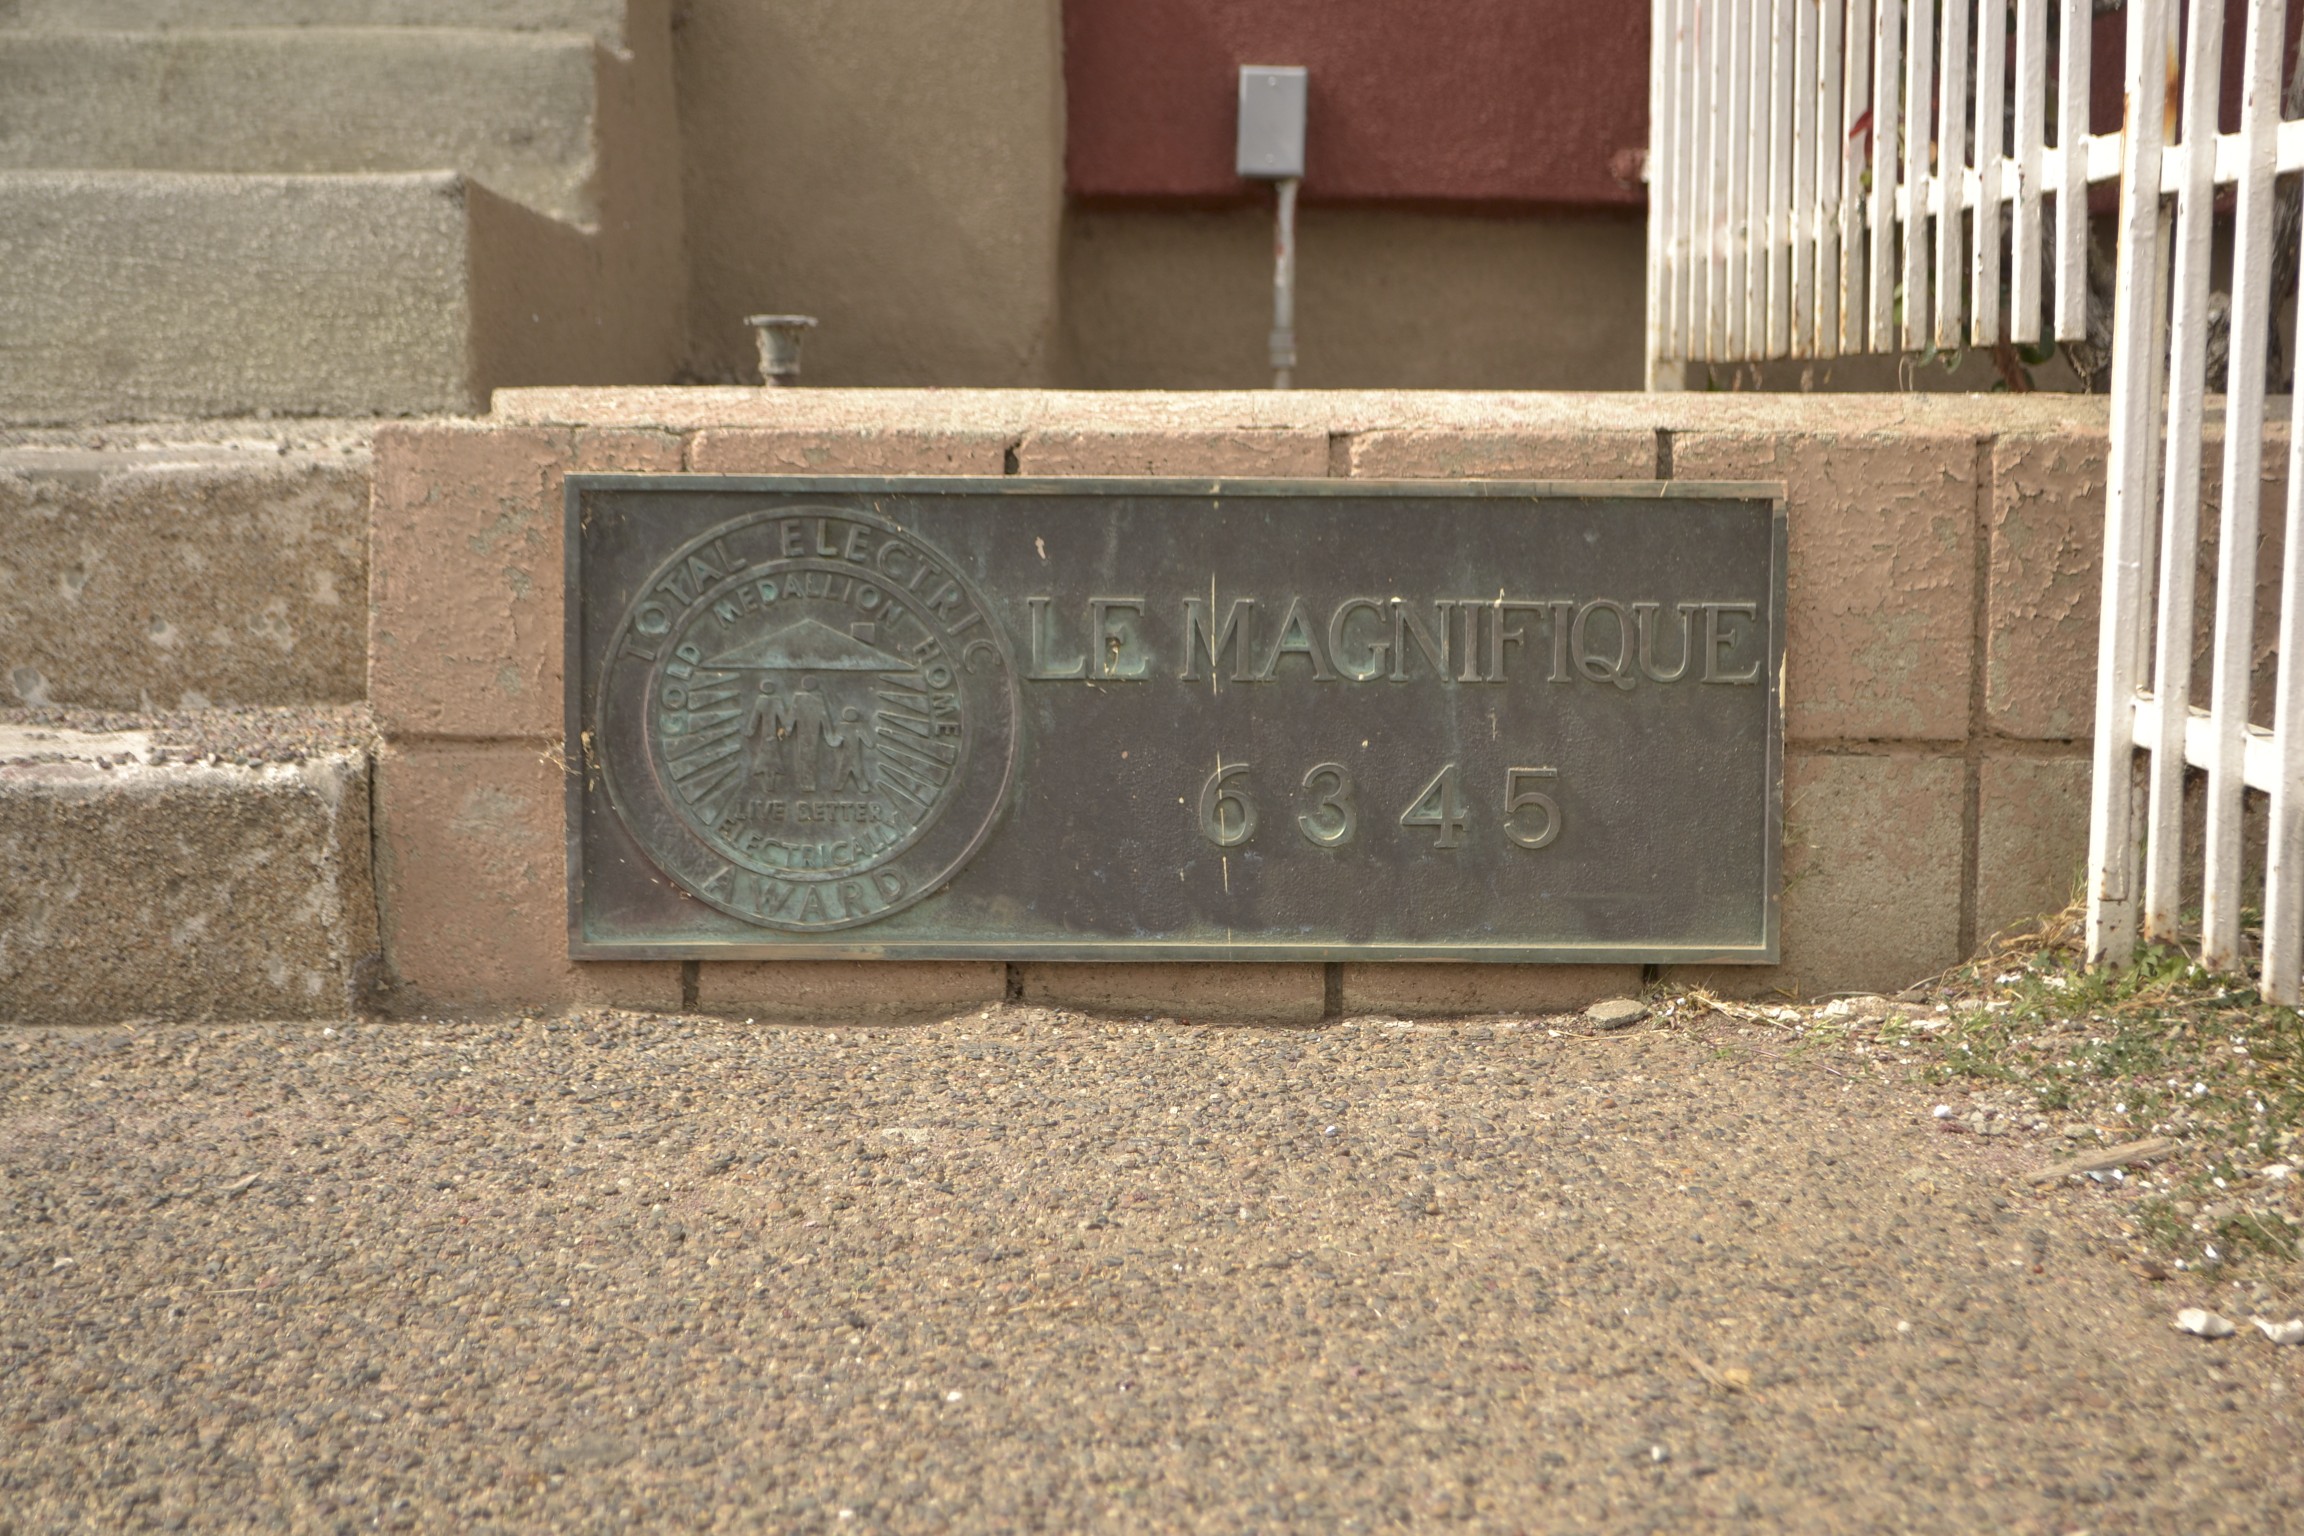 TOTAL ELECTRIC
GOLD MEDALLION HOME
LIVE BETTER
ELECTRICALLY
AWARD
LE MAGNIFIQUE
6345